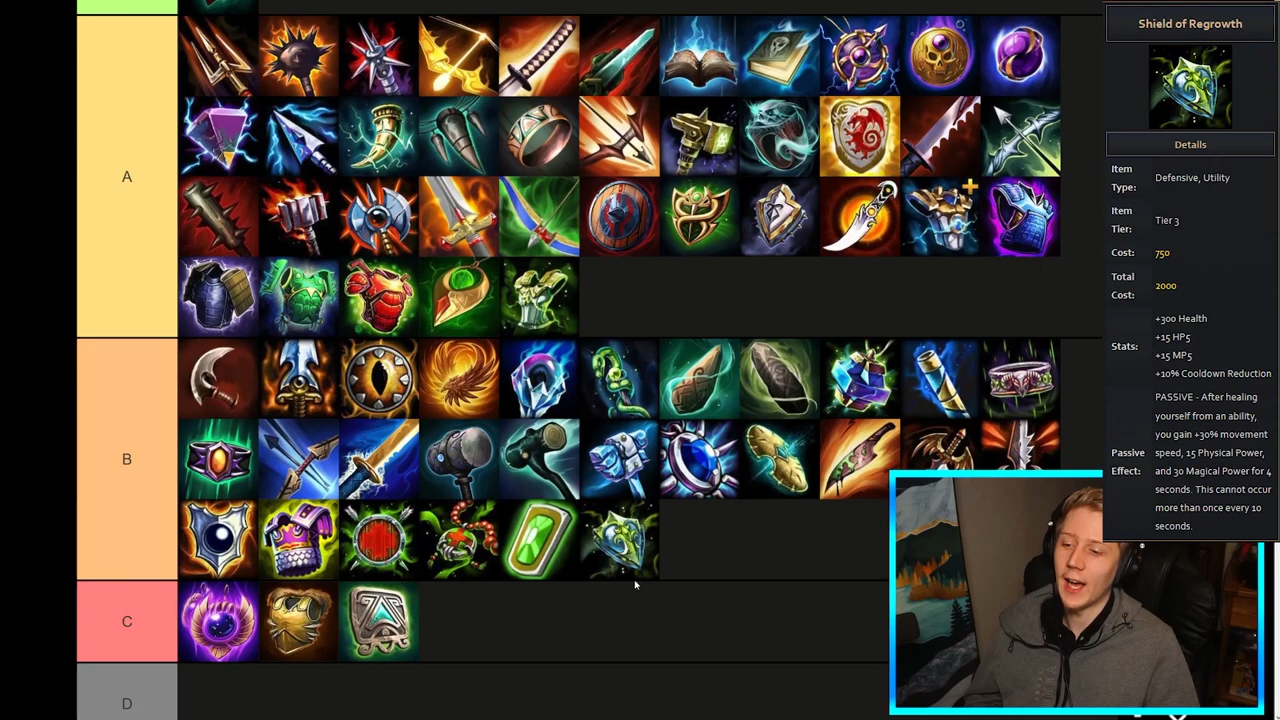 Shield of Regrowth
Details
Item Type: Defensive, Utility
Item Tier: Tier 3
Cost: 750
Total Cost: 2000
Stats: +300 Health
+15 HP5
+15 MP5
+10% Cooldown Reduction
Passive Effect: PASSIVE - After healing
yourself from an ability,
you gain +30% movement
speed, 15 Physical Power,
and 30 Magical Power for 4
seconds. This cannot occur
more than once every 10
seconds.
A
B
C
D